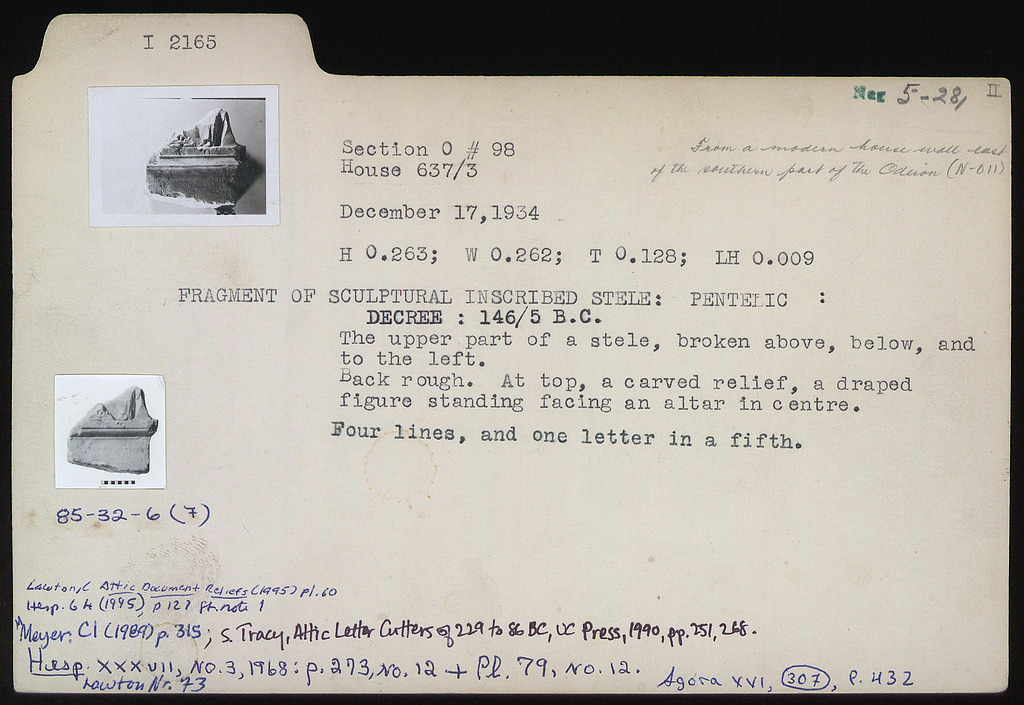 I 2165
Neg 5-28, II
Section O # 98
House 637/3
From a modern house wall east
of the southern part of the Odeion (N-O 11)
December 17,1934
H 0.263; W 0.262; T 0.128; LH 0.009
FRAGMENT OF SCULPTURAL INSCRIBED STELE: PENTELIC :
DECREE : 146/5 B.C.
The upper part of a stele, broken above, below, and
to the left.
Back rough. At top, a carved relief, a draped
figure standing facing an altar in centre.
Four lines, and one letter in a fifth.
85-32-6 (7)
Lawton, C Attic Document Reliefs (1995) pl. 60
Hesp. 64 (1995), p 127 ft. note 1
Meyer: C1 (1989) p. 315; S. Tracy, Attic Letter Cutters of 229 to 86 BC, UC Press, 1990, pp. 251, 268.
Hesp. XXXVII, No. 3, 1968: p. 273, No. 12 + Pl. 79, No. 12.
Lawton Nr. 73
Agora XVI, 307, P. 432